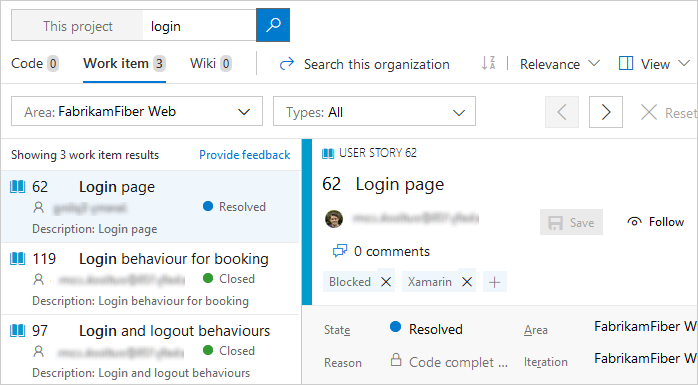 This project login
Code 0 Work item 3 Wiki 0 Search this organization Relevance View
Area: FabrikamFiber Web Types: All Reset
Showing 3 work item results Provide feedback
62 Login page
Resolved
Description: Login page
119 Login behaviour for booking
Closed
Description: Login behaviour for booking
97 Login and logout behaviours
Closed
Description: Login and logout behaviours
USER STORY 62
62 Login page
Save Follow
0 comments
Blocked Xamarin
State Resolved Area FabrikamFiber W
Reason Code complet ... Iteration FabrikamFiber W